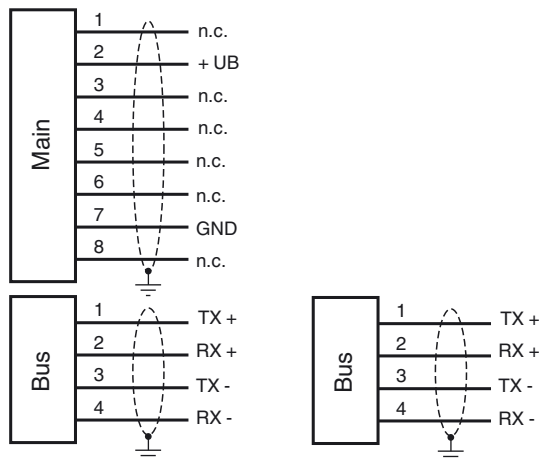 Main
1 n.c.
2 + UB
3 n.c.
4 n.c.
5 n.c.
6 n.c.
7 GND
8 n.c.
Bus
1 TX +
2 RX +
3 TX -
4 RX -
Bus
1 TX +
2 RX +
3 TX -
4 RX -